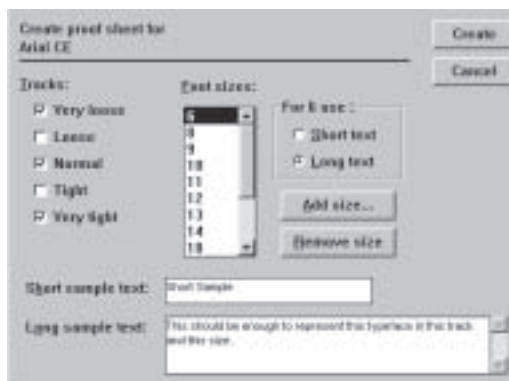 Create proof sheet for
Arial CE
Create
Cancel
Tracks:
Very loose
Loose
Normal
Tight
Very tight
Font sizes:
6
8
9
10
11
12
13
14
18
For 6 use :
Short text
Long text
Add size...
Remove size
Short sample text:
Short Sample
Long sample text:
This should be enough to represent this typeface in this track
and this size.